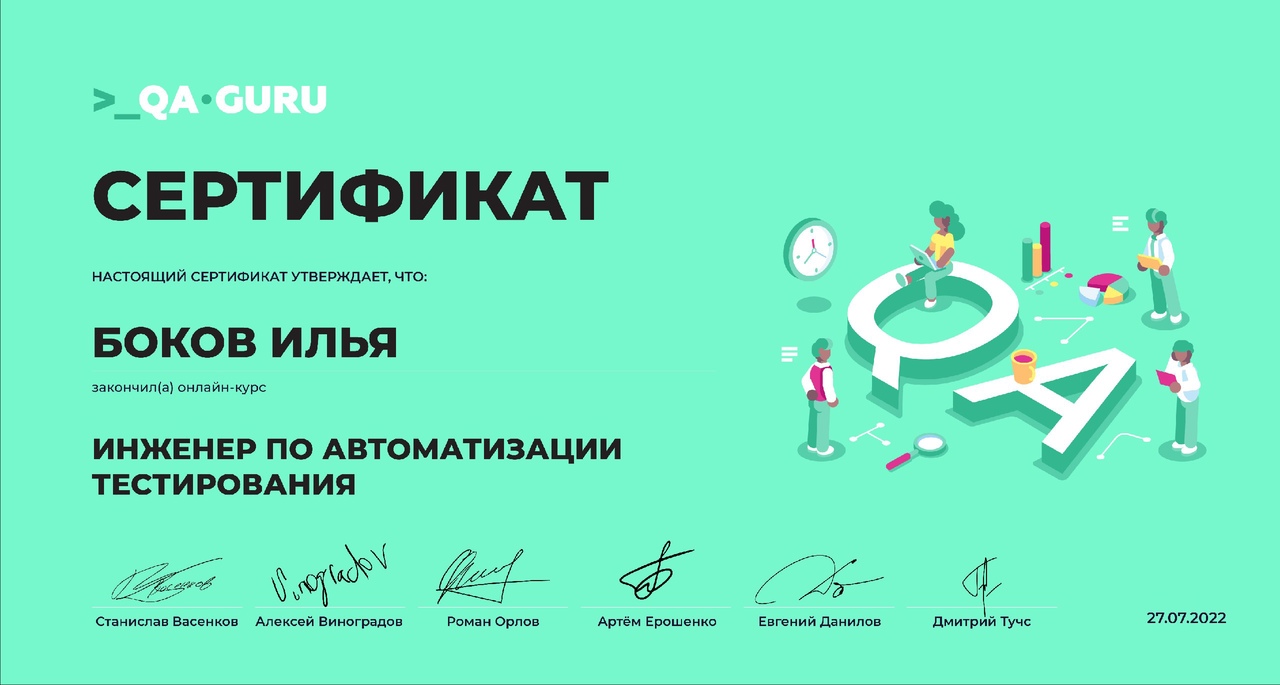 >_QA·GURU
СЕРТИФИКАТ
НАСТОЯЩИЙ СЕРТИФИКАТ УТВЕРЖДАЕТ, ЧТО:
БОКОВ ИЛЬЯ
закончил(а) онлайн-курс
ИНЖЕНЕР ПО АВТОМАТИЗАЦИИ
ТЕСТИРОВАНИЯ
Vinogradov
Станислав Васенков Алексей Виноградов Роман Орлов Артём Ерошенко Евгений Данилов Дмитрий Тучс 27.07.2022
QA